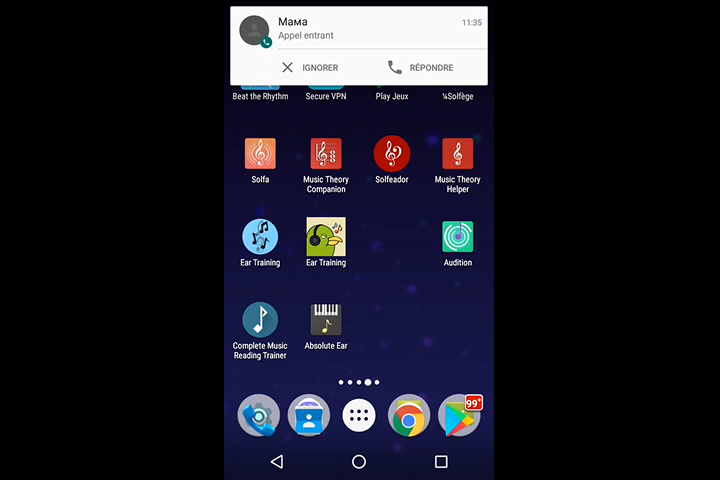 Мама
11:35
Appel entrant
IGNORER
RÉPONDRE
Beat the Rhythm
Secure VPN
Play Jeux
¼Solfège
Solfa
Music Theory
Companion
Solfeador
Music Theory
Helper
Ear Training
Ear Training
Audition
Complete Music
Reading Trainer
Absolute Ear
99+